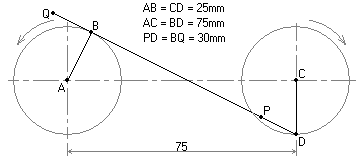 AB = CD = 25mm
AC = BD = 75mm
PD = BQ = 30mm
Q
B
A
C
P
D
75